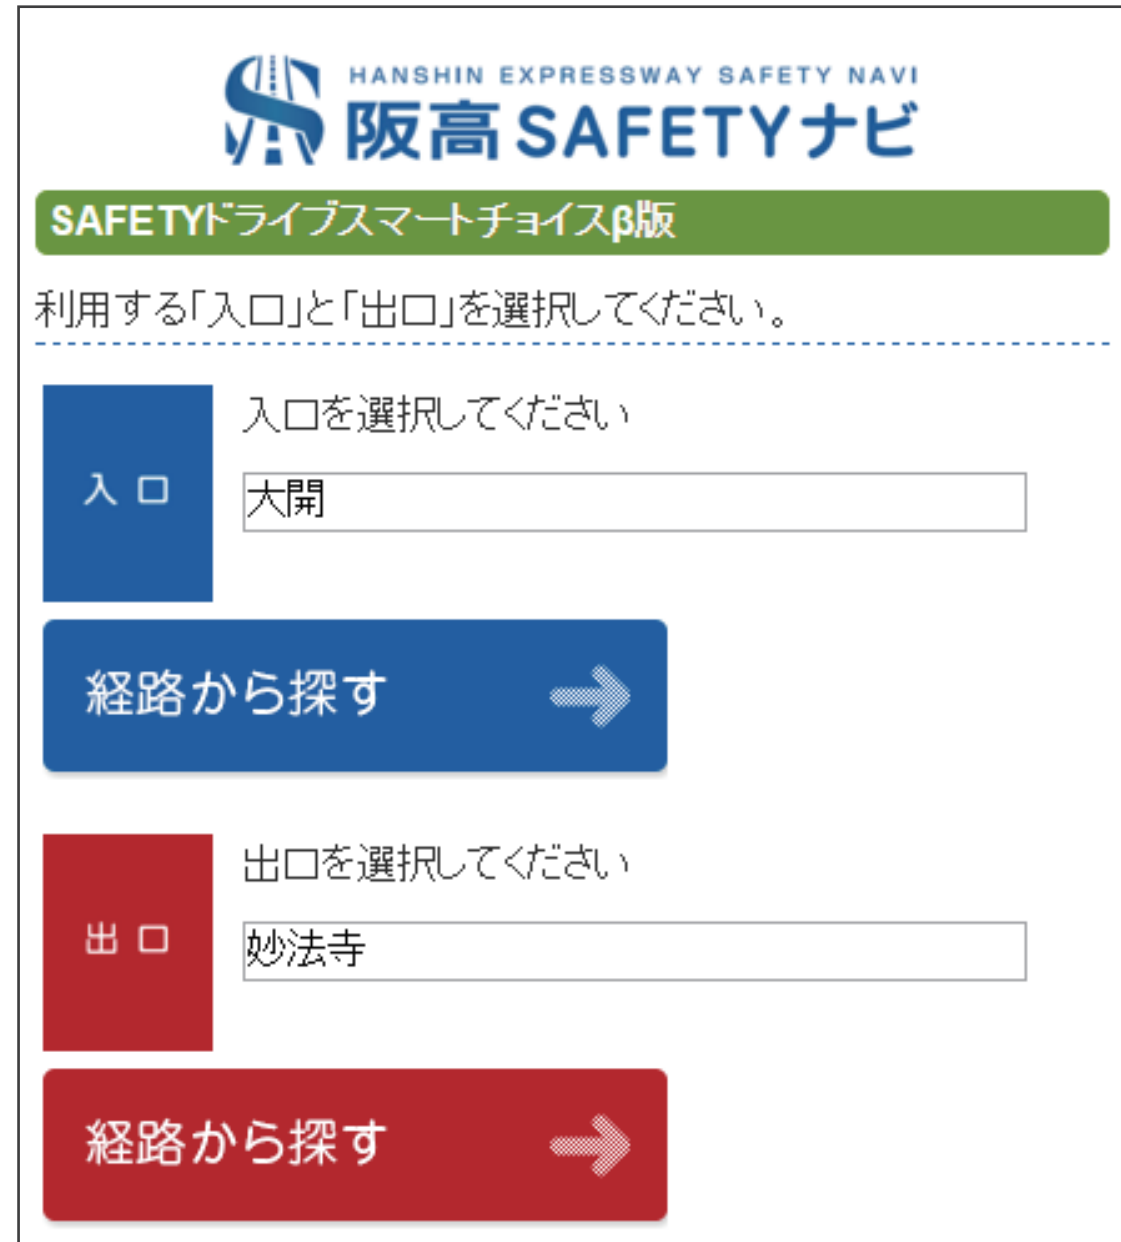 HANSHIN EXPRESSWAY SAFETY NAVI
阪高SAFETYナビ
SAFETYドライブスマートチョイスβ版
利用する「入口」と「出口」を選択してください。
入口を選択してください
入口
大開
経路から探す
出口を選択してください
出口
妙法寺
経路から探す